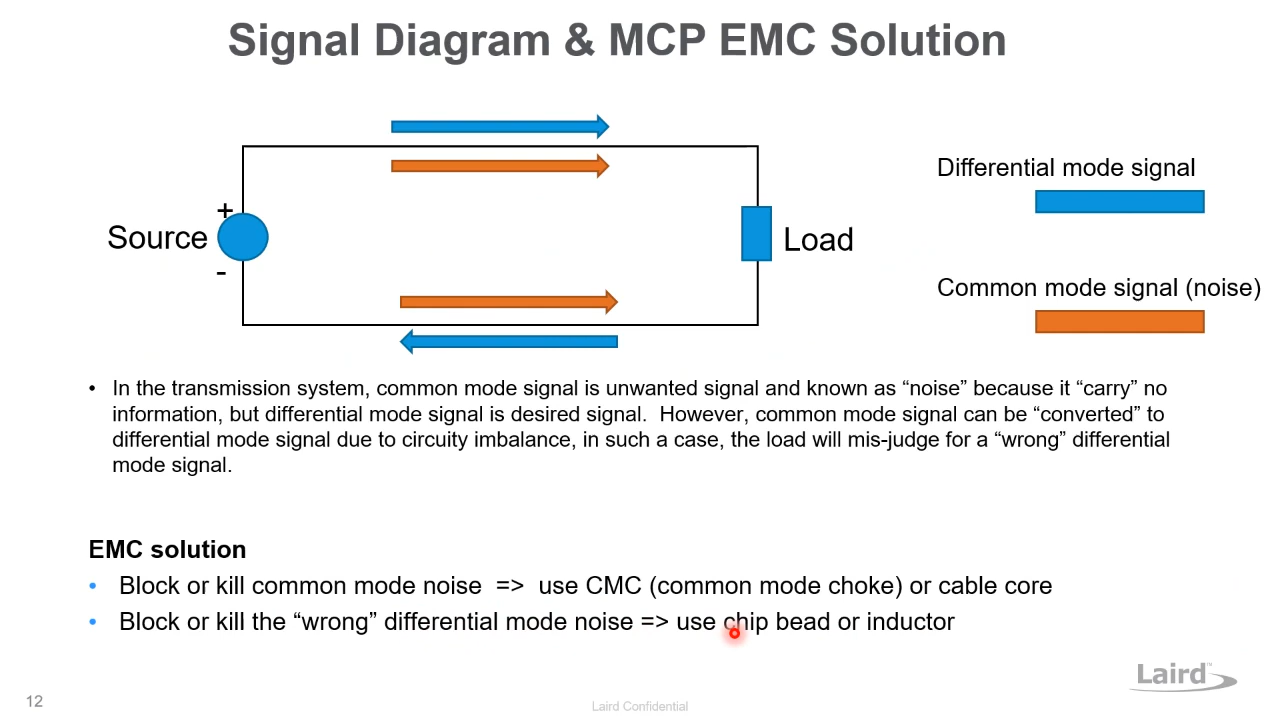 Signal Diagram & MCP EMC Solution
Differential mode signal
+
Source
-
Load
Common mode signal (noise)
• In the transmission system, common mode signal is unwanted signal and known as “noise” because it “carry” no
information, but differential mode signal is desired signal.  However, common mode signal can be “converted” to
differential mode signal due to circuity imbalance, in such a case, the load will mis-judge for a “wrong” differential
mode signal.
EMC solution
• Block or kill common mode noise  =>  use CMC (common mode choke) or cable core
• Block or kill the “wrong” differential mode noise => use chip bead or inductor
Laird™
12
Laird Confidential